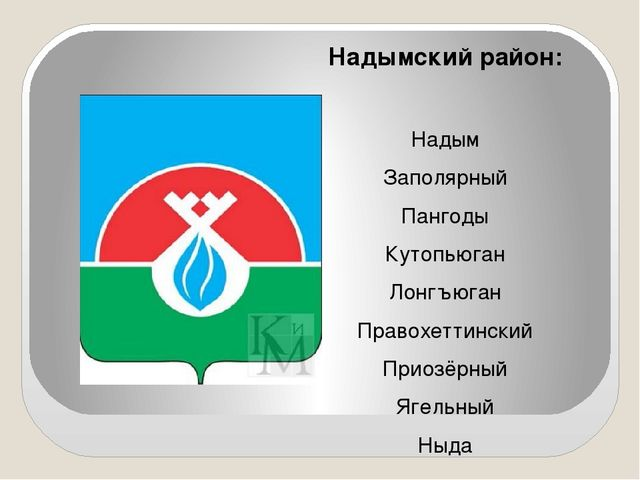 Надымский район:
Надым
Заполярный
Пангоды
Кутопьюган
Лонгъюган
Правохеттинский
Приозёрный
Ягельный
Ныда
К и М